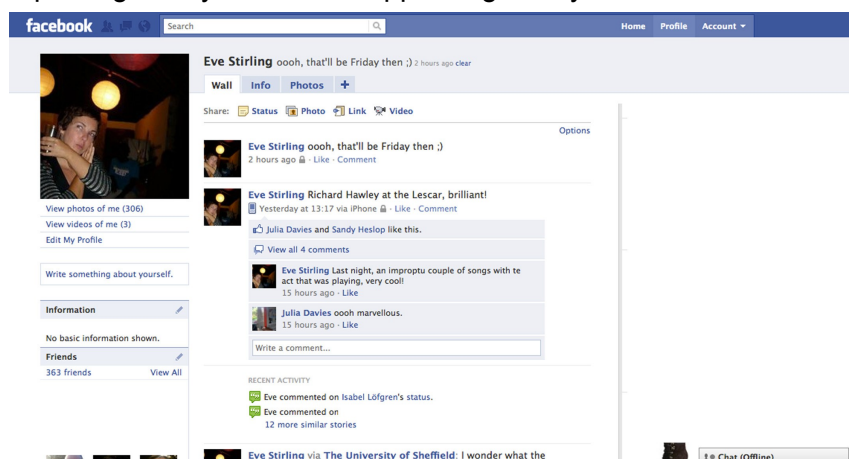 facebook Search Home Profile Account
Eve Stirling oooh, that'll be Friday then ;) 2 hours ago clear
Wall Info Photos +
Share: Status Photo Link Video
Options
Eve Stirling oooh, that'll be Friday then ;)
2 hours ago · Like · Comment
Eve Stirling Richard Hawley at the Lescar, brilliant!
Yesterday at 13:17 via iPhone · Like · Comment
Julia Davies and Sandy Heslop like this.
View all 4 comments
Eve Stirling Last night, an improptu couple of songs with te
act that was playing, very cool!
15 hours ago · Like
Julia Davies oooh marvellous.
15 hours ago · Like
Write a comment...
RECENT ACTIVITY
Eve commented on Isabel Löfgren's status.
Eve commented on
12 more similar stories
Eve Stirling via The University of Sheffield: I wonder what the
View photos of me (306)
View videos of me (3)
Edit My Profile
Write something about yourself.
Information
No basic information shown.
Friends
363 friends View All
Chat (Offline)